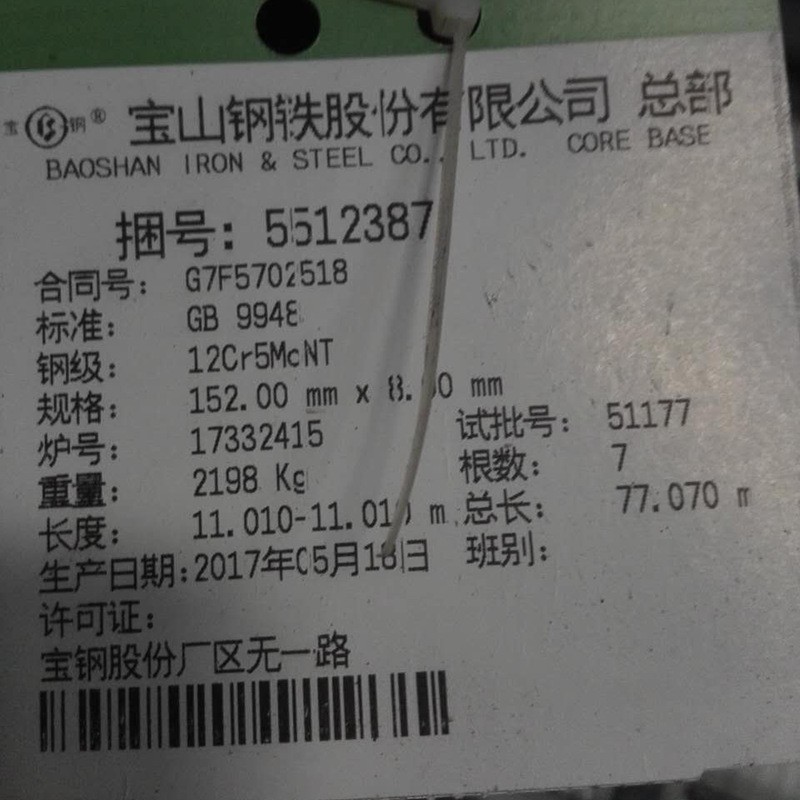 宝钢® 宝山钢铁股份有限公司 总部
BAOSHAN IRON & STEEL CO., LTD. CORE BASE
捆号: 5512387
合同号: G7F5702518
标准: GB 9948
钢级: 12Cr5MoNT
规格: 152.00 mm x 8.00 mm
炉号: 17332415 试批号: 51177
重量: 2198 Kg 根数: 7
长度: 11.010-11.010 m 总长: 77.070 m
生产日期:2017年05月18日 班别:
许可证:
宝钢股份厂区无一路